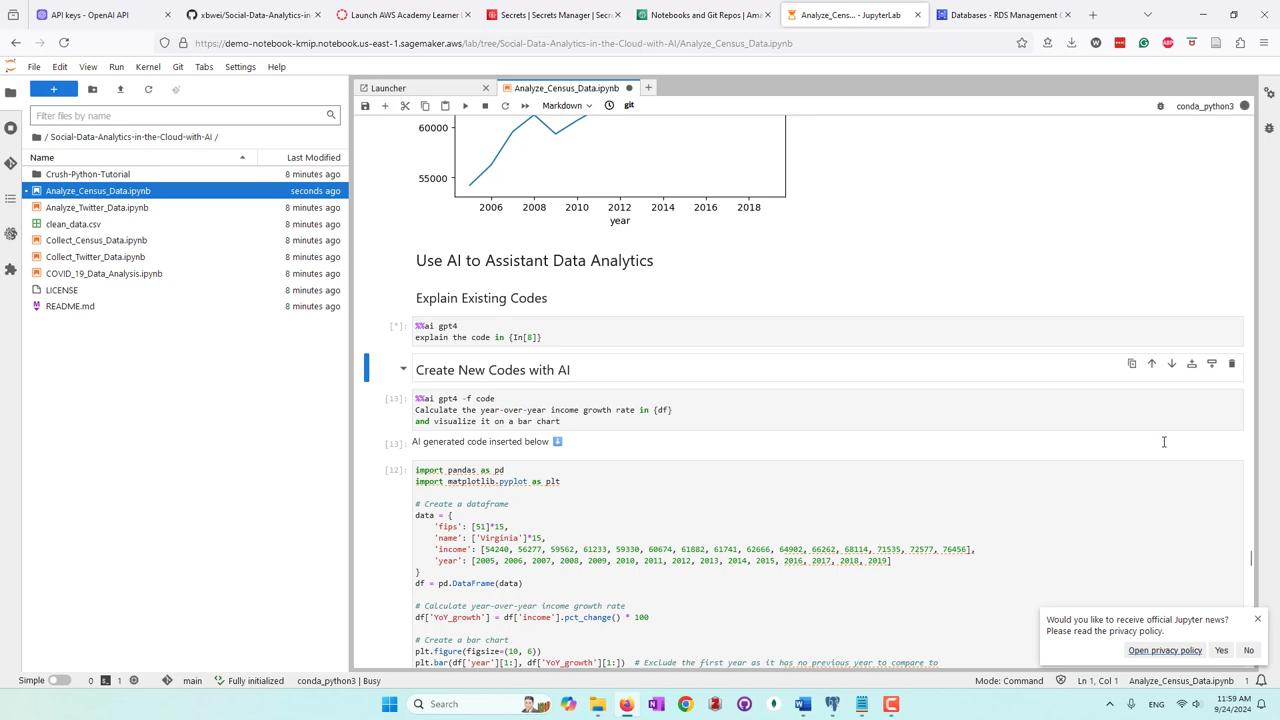 API keys - OpenAI API
xbwei/Social-Data-Analytics-in-
Launch AWS Academy Learner
Secrets | Secrets Manager | Sec
Notebooks and Git Repos | Am
Analyze_Cens... - JupyterLab
Databases - RDS Management C
https://demo-notebook-kmip.notebook.us-east-1.sagemaker.aws/lab/tree/Social-Data-Analytics-in-the-Cloud-with-AI/Analyze_Census_Data.ipynb
File Edit View Run Kernel Git Tabs Settings Help
Launcher
Analyze_Census_Data.ipynb
Markdown
git
conda_python3
Filter files by name
/ Social-Data-Analytics-in-the-Cloud-with-AI /
Name Last Modified
Crush-Python-Tutorial 8 minutes ago
Analyze_Census_Data.ipynb seconds ago
Analyze_Twitter_Data.ipynb 8 minutes ago
clean_data.csv 8 minutes ago
Collect_Census_Data.ipynb 8 minutes ago
Collect_Twitter_Data.ipynb 8 minutes ago
COVID_19_Data_Analysis.ipynb 8 minutes ago
LICENSE 8 minutes ago
README.md 8 minutes ago
60000
55000
2006 2008 2010 2012 2014 2016 2018
year
Use AI to Assistant Data Analytics
Explain Existing Codes
[*]: %%ai gpt4
explain the code in {In[8]}
Create New Codes with AI
[13]: %%ai gpt4 -f code
Calculate the year-over-year income growth rate in {df}
and visualize it on a bar chart
[13]: AI generated code inserted below
[12]: import pandas as pd
import matplotlib.pyplot as plt
# Create a dataframe
data = {
'fips': [51]*15,
'name': ['Virginia']*15,
'income': [54240, 56277, 59562, 61233, 59330, 60674, 61882, 61741, 62666, 64902, 66262, 68114, 71535, 72577, 76456],
'year': [2005, 2006, 2007, 2008, 2009, 2010, 2011, 2012, 2013, 2014, 2015, 2016, 2017, 2018, 2019]
}
df = pd.DataFrame(data)
# Calculate year-over-year income growth rate
df['YoY_growth'] = df['income'].pct_change() * 100
# Create a bar chart
plt.figure(figsize=(10, 6))
plt.bar(df['year'][1:], df['YoY_growth'][1:]) # Exclude the first year as it has no previous year to compare to
Would you like to receive official Jupyter news?
Please read the privacy policy.
Open privacy policy Yes No
Simple 0 1 main Fully initialized conda_python3 | Busy
Mode: Command Ln 1, Col 1 Analyze_Census_Data.ipynb 1
Search
ENG
11:59 AM
9/24/2024